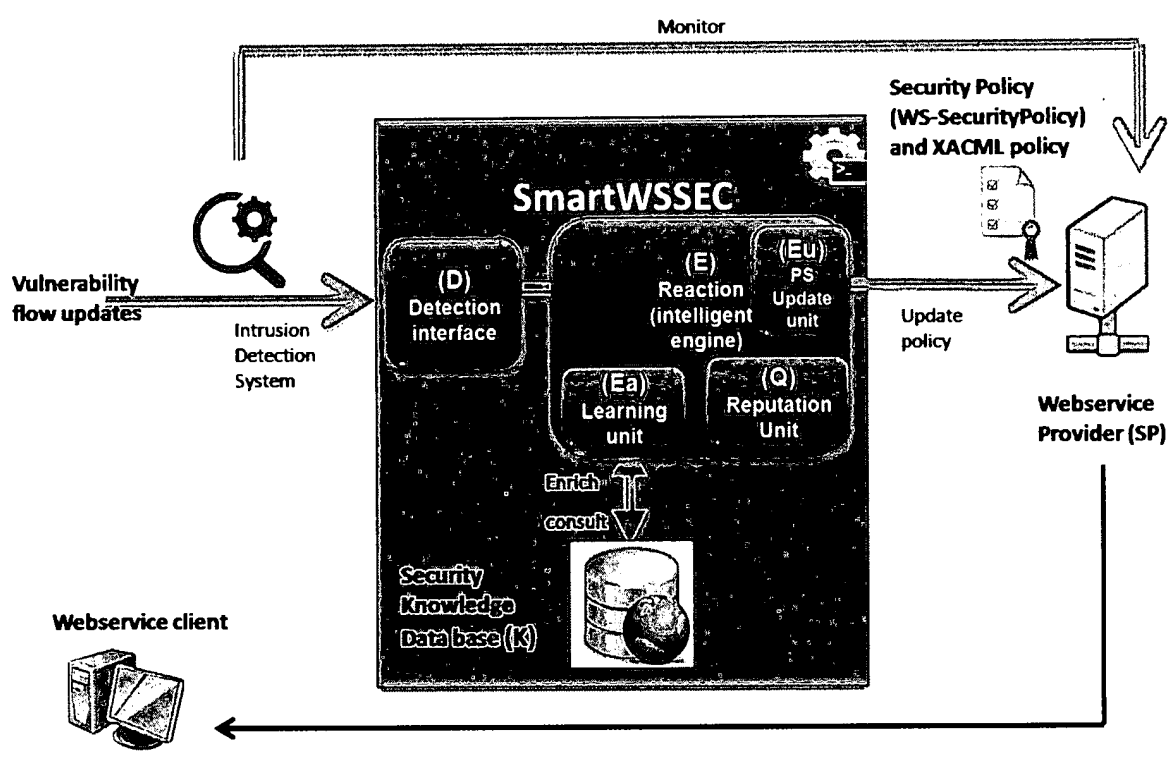 Monitor
Security Policy
(WS-SecurityPolicy)
and XACML policy
>_
SmartWSSEC
(D)
Detection
interface
(E)
Reaction
(intelligent
engine)
(Eu)
PS
Update
unit
(Ea)
Learning
unit
(Q)
Reputation
Unit
Vulnerability
flow updates
Intrusion
Detection
System
Update
policy
Webservice
Provider (SP)
Enrich
consult
Security
Knowledge
Data base (K)
Webservice client